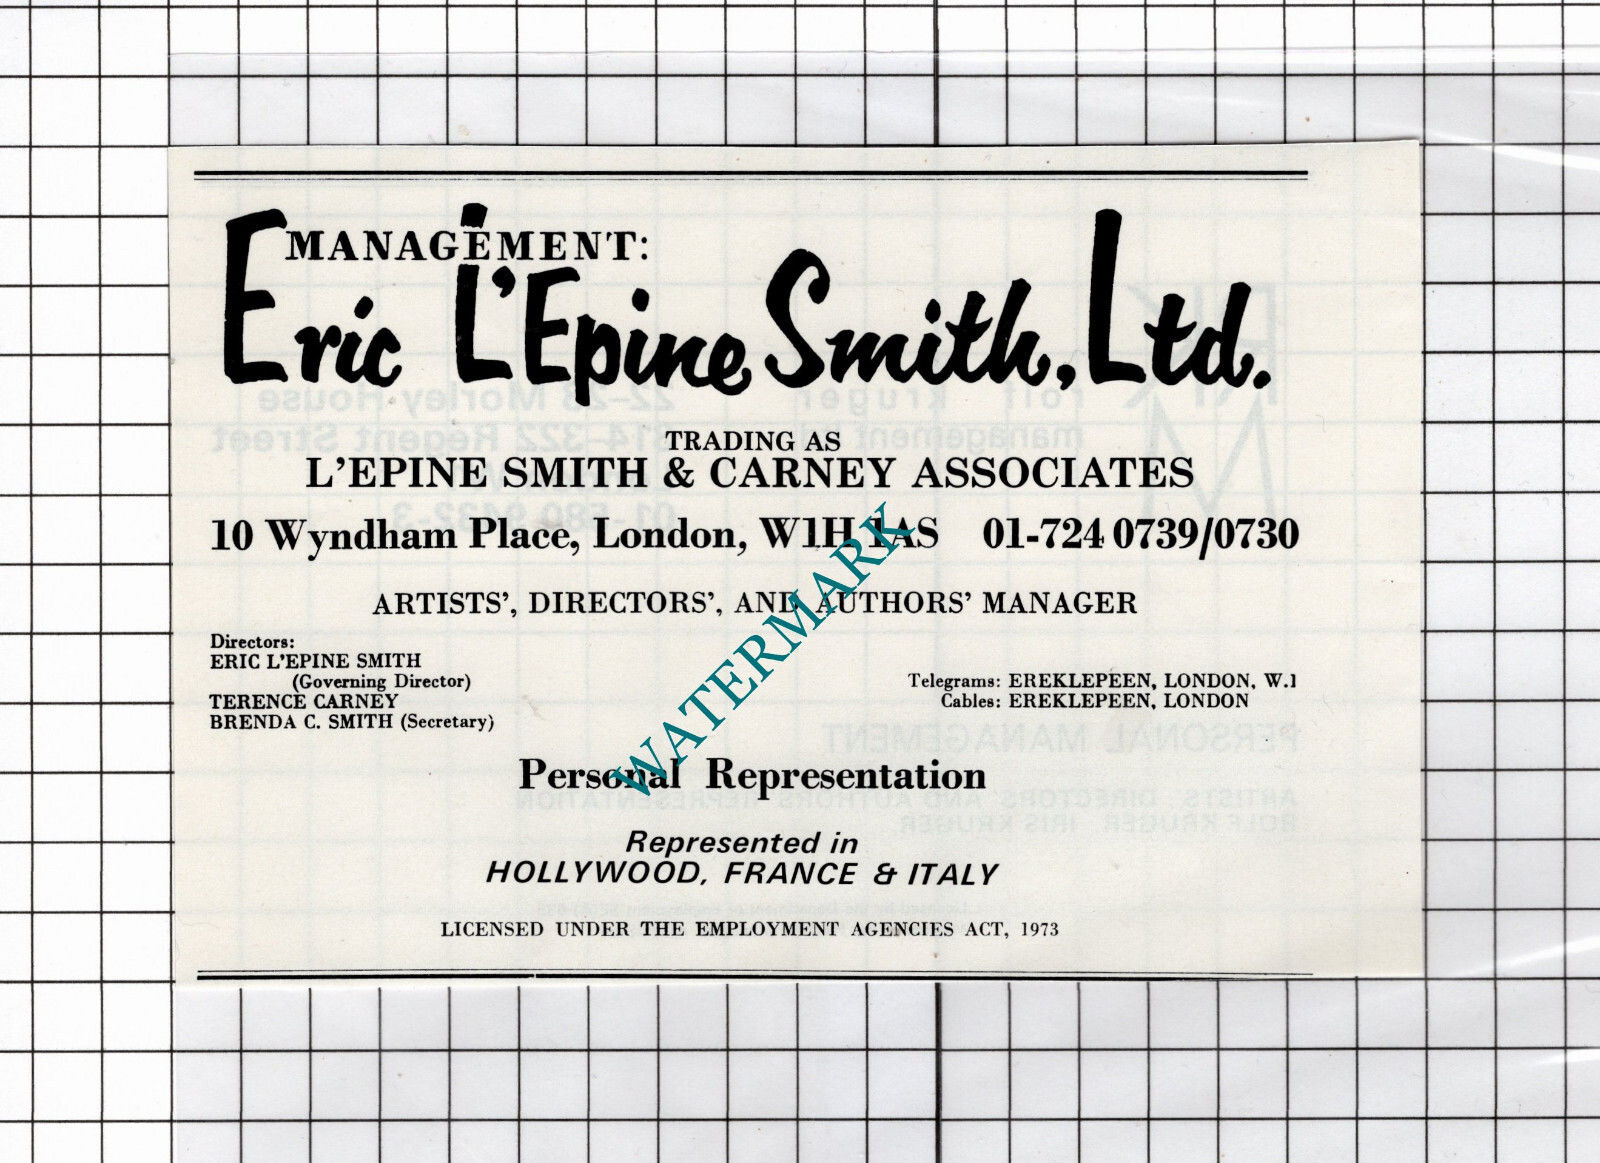 MANAGEMENT:
Eric L'Epine Smith, Ltd.
TRADING AS
L'EPINE SMITH & CARNEY ASSOCIATES
10 Wyndham Place, London, W1H 1AS 01-724 0739/0730
ARTISTS', DIRECTORS', AND AUTHORS' MANAGER
Directors:
ERIC L'EPINE SMITH
(Governing Director)
TERENCE CARNEY
BRENDA C. SMITH (Secretary)
Telegrams: EREKLEPEEN, LONDON, W.1
Cables: EREKLEPEEN, LONDON
WATERMARK
Personal Representation
Represented in
HOLLYWOOD, FRANCE & ITALY
LICENSED UNDER THE EMPLOYMENT AGENCIES ACT, 1973